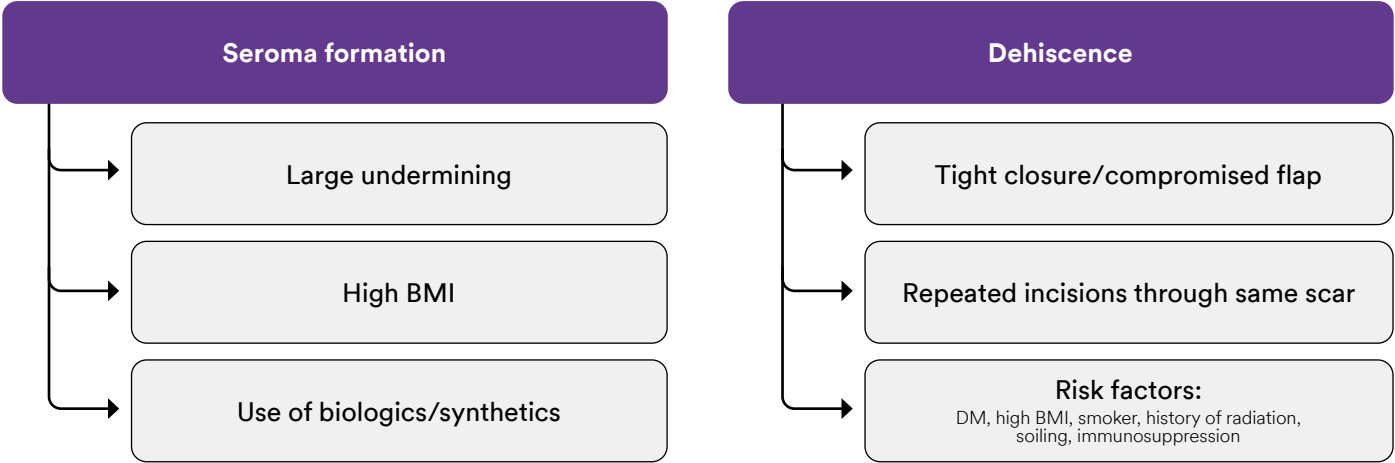 Seroma formation
Large undermining
High BMI
Use of biologics/synthetics
Dehiscence
Tight closure/compromised flap
Repeated incisions through same scar
Risk factors:
DM, high BMI, smoker, history of radiation,
soiling, immunosuppression